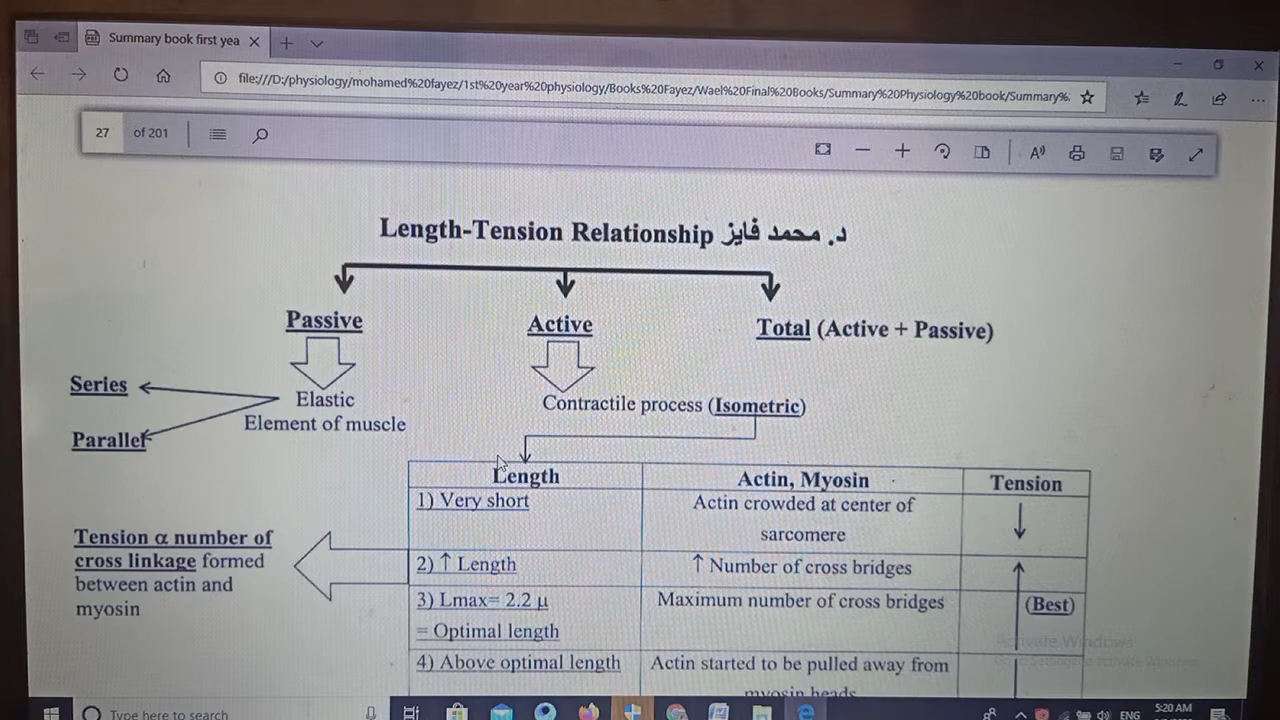 Summary book first yea
file:///D:/physiology/mohamed%20fayez/1st%20year%20physiology/Books%20Fayez/Wael%20Final%20Books/Summary%20Physiology%20book/Summary%
27 of 201
Length-Tension Relationship د. محمد فايز
Passive
Active
Total (Active + Passive)
Series
Elastic
Element of muscle
Parallel
Contractile process (Isometric)
Length
Actin, Myosin
Tension
1) Very short
Actin crowded at center of
sarcomere
↓
Tension α number of
cross linkage formed
between actin and
myosin
2) ↑ Length
↑ Number of cross bridges
3) Lmax= 2.2 μ
= Optimal length
Maximum number of cross bridges
(Best)
4) Above optimal length
Actin started to be pulled away from
myosin heads
Activate Windows
Type here to search
ENG
5:20 AM